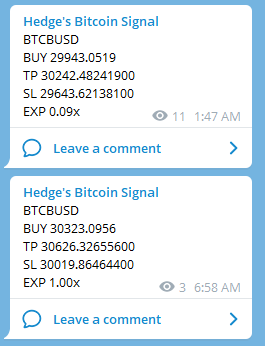 Hedge's Bitcoin Signal
BTCBUSD
BUY 29943.0519
TP 30242.48241900
SL 29643.62138100
EXP 0.09x
11 1:47 AM
Leave a comment
Hedge's Bitcoin Signal
BTCBUSD
BUY 30323.0956
TP 30626.32655600
SL 30019.86464400
EXP 1.00x
3 6:58 AM
Leave a comment